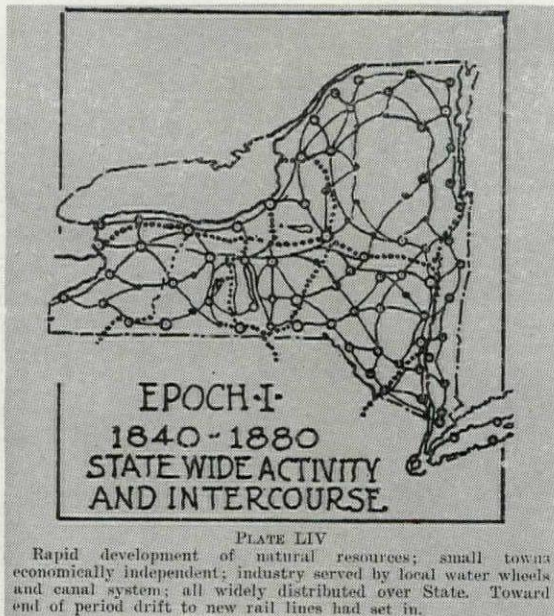 EPOCH·I·
1840-1880
STATE WIDE ACTIVITY
AND INTERCOURSE
PLATE LIV
Rapid development of natural resources; small towns
economically independent; industry served by local water wheels
and canal system; all widely distributed over State. Toward
end of period drift to new rail lines had set in.